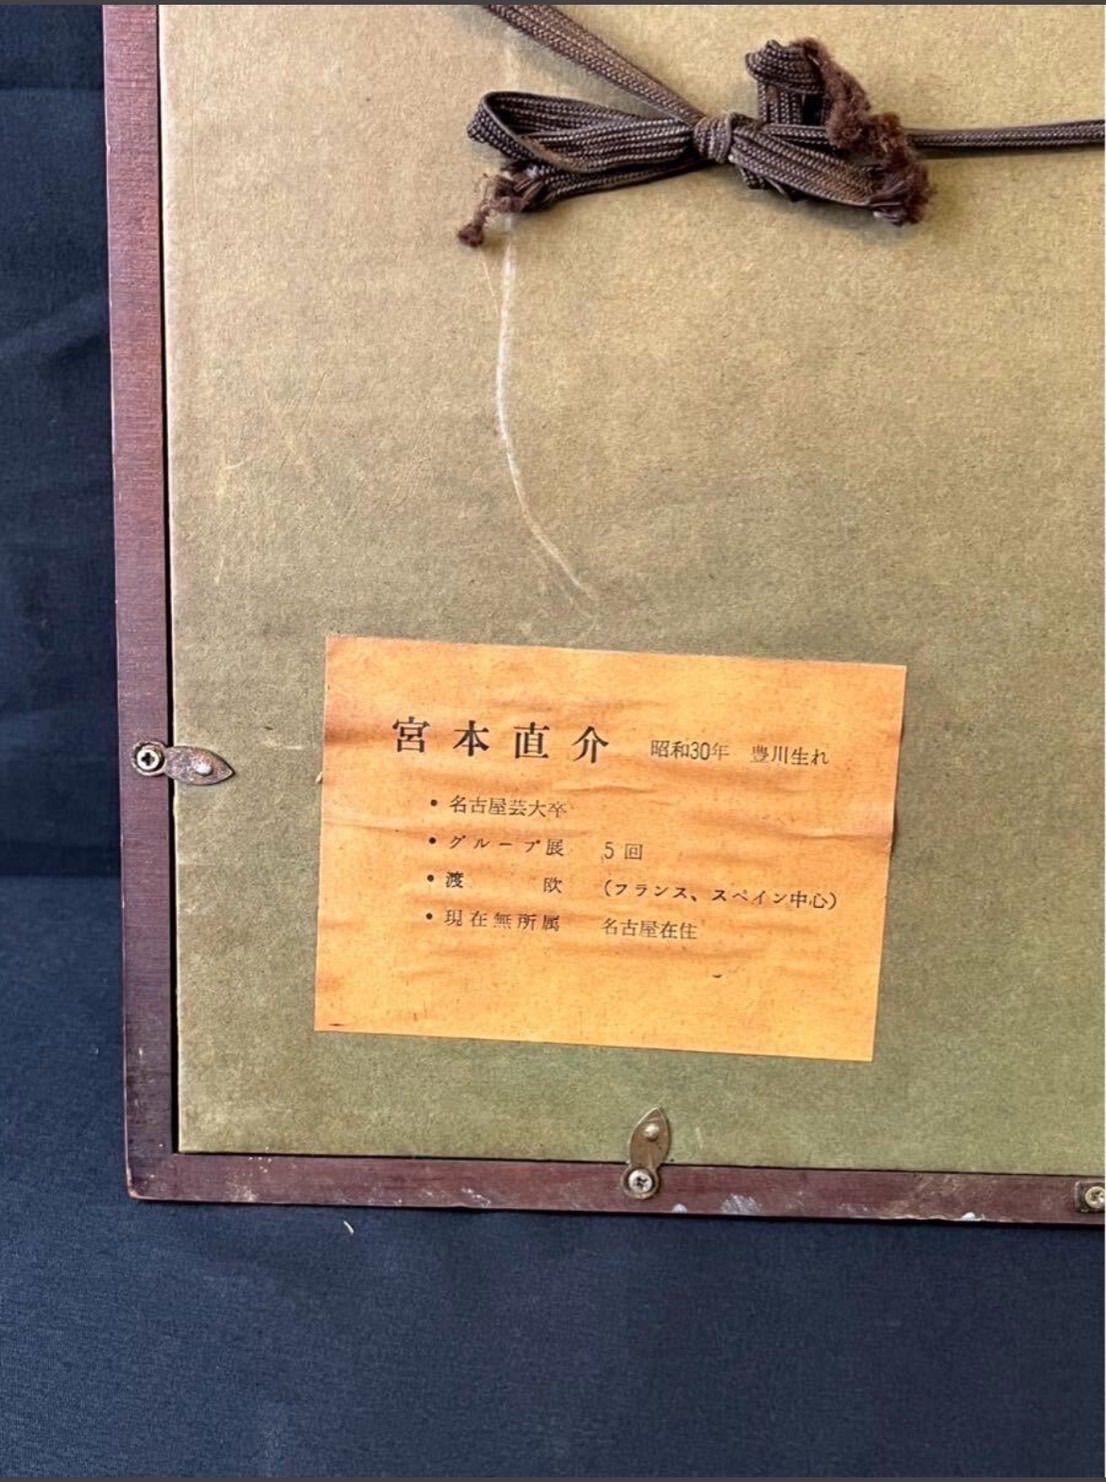 宮本直介 昭和30年 豊川生れ
・名古屋芸大卒
・グループ展 5回
・渡欧 (フランス、スペイン中心)
・現在無所属 名古屋在住